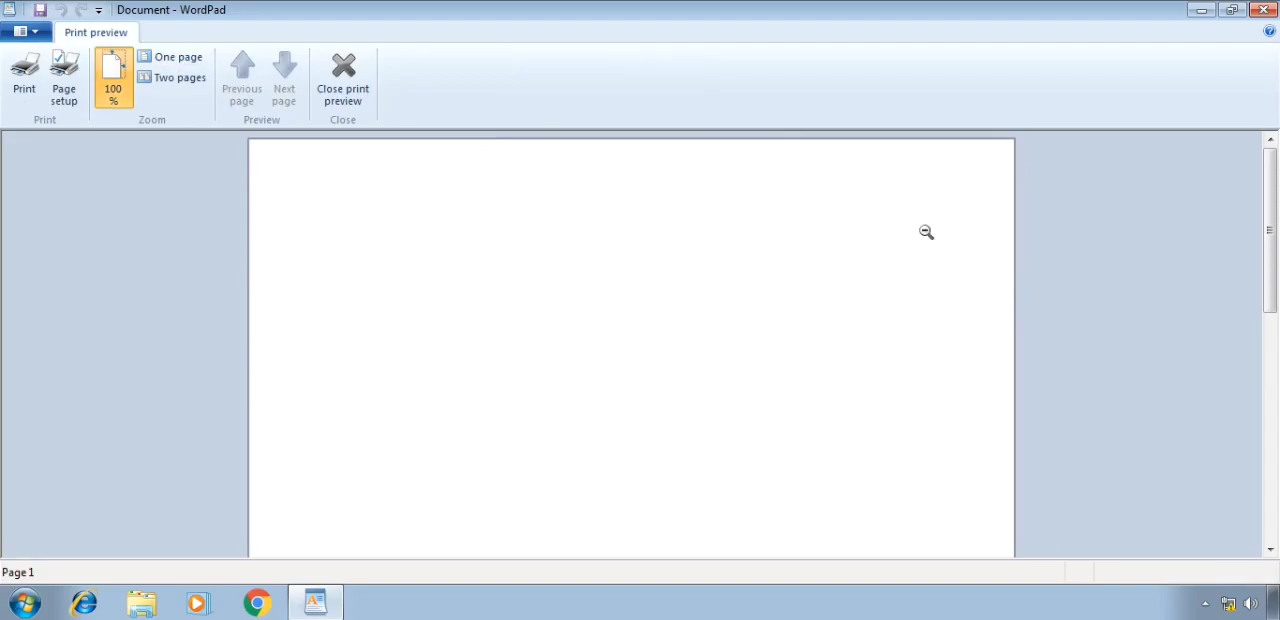 Document - WordPad
Print preview
Print
Page setup
100 %
One page
Two pages
Previous page
Next page
Close print preview
Print
Zoom
Preview
Close
Page 1